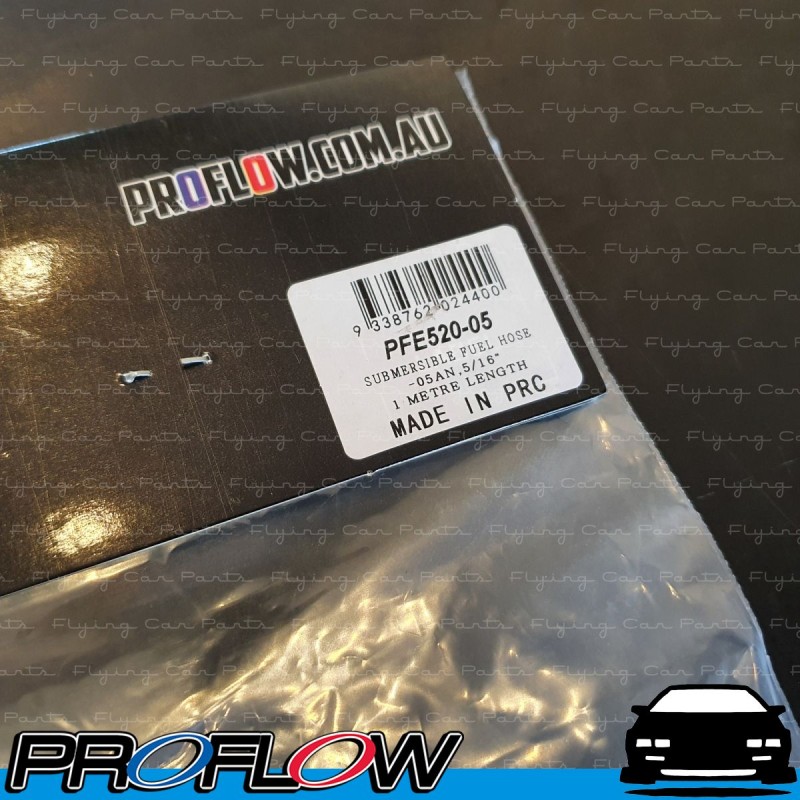 Flying Car Parts
PROFLOW.COM.AU
9 338762 024400
PFE520-05
SUBMERSIBLE FUEL HOSE
-05AN,5/16"
1 METRE LENGTH
MADE IN PRC
PROFLOW